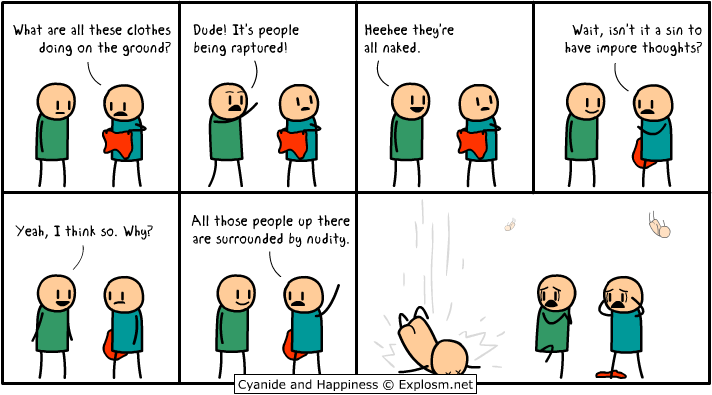 What are all these clothes
doing on the ground?
Dude! It's people
being raptured!
Heehee they're
all naked.
Wait, isn't it a sin to
have impure thoughts?
Yeah, I think so. Why?
All those people up there
are surrounded by nudity.
Cyanide and Happiness © Explosm.net